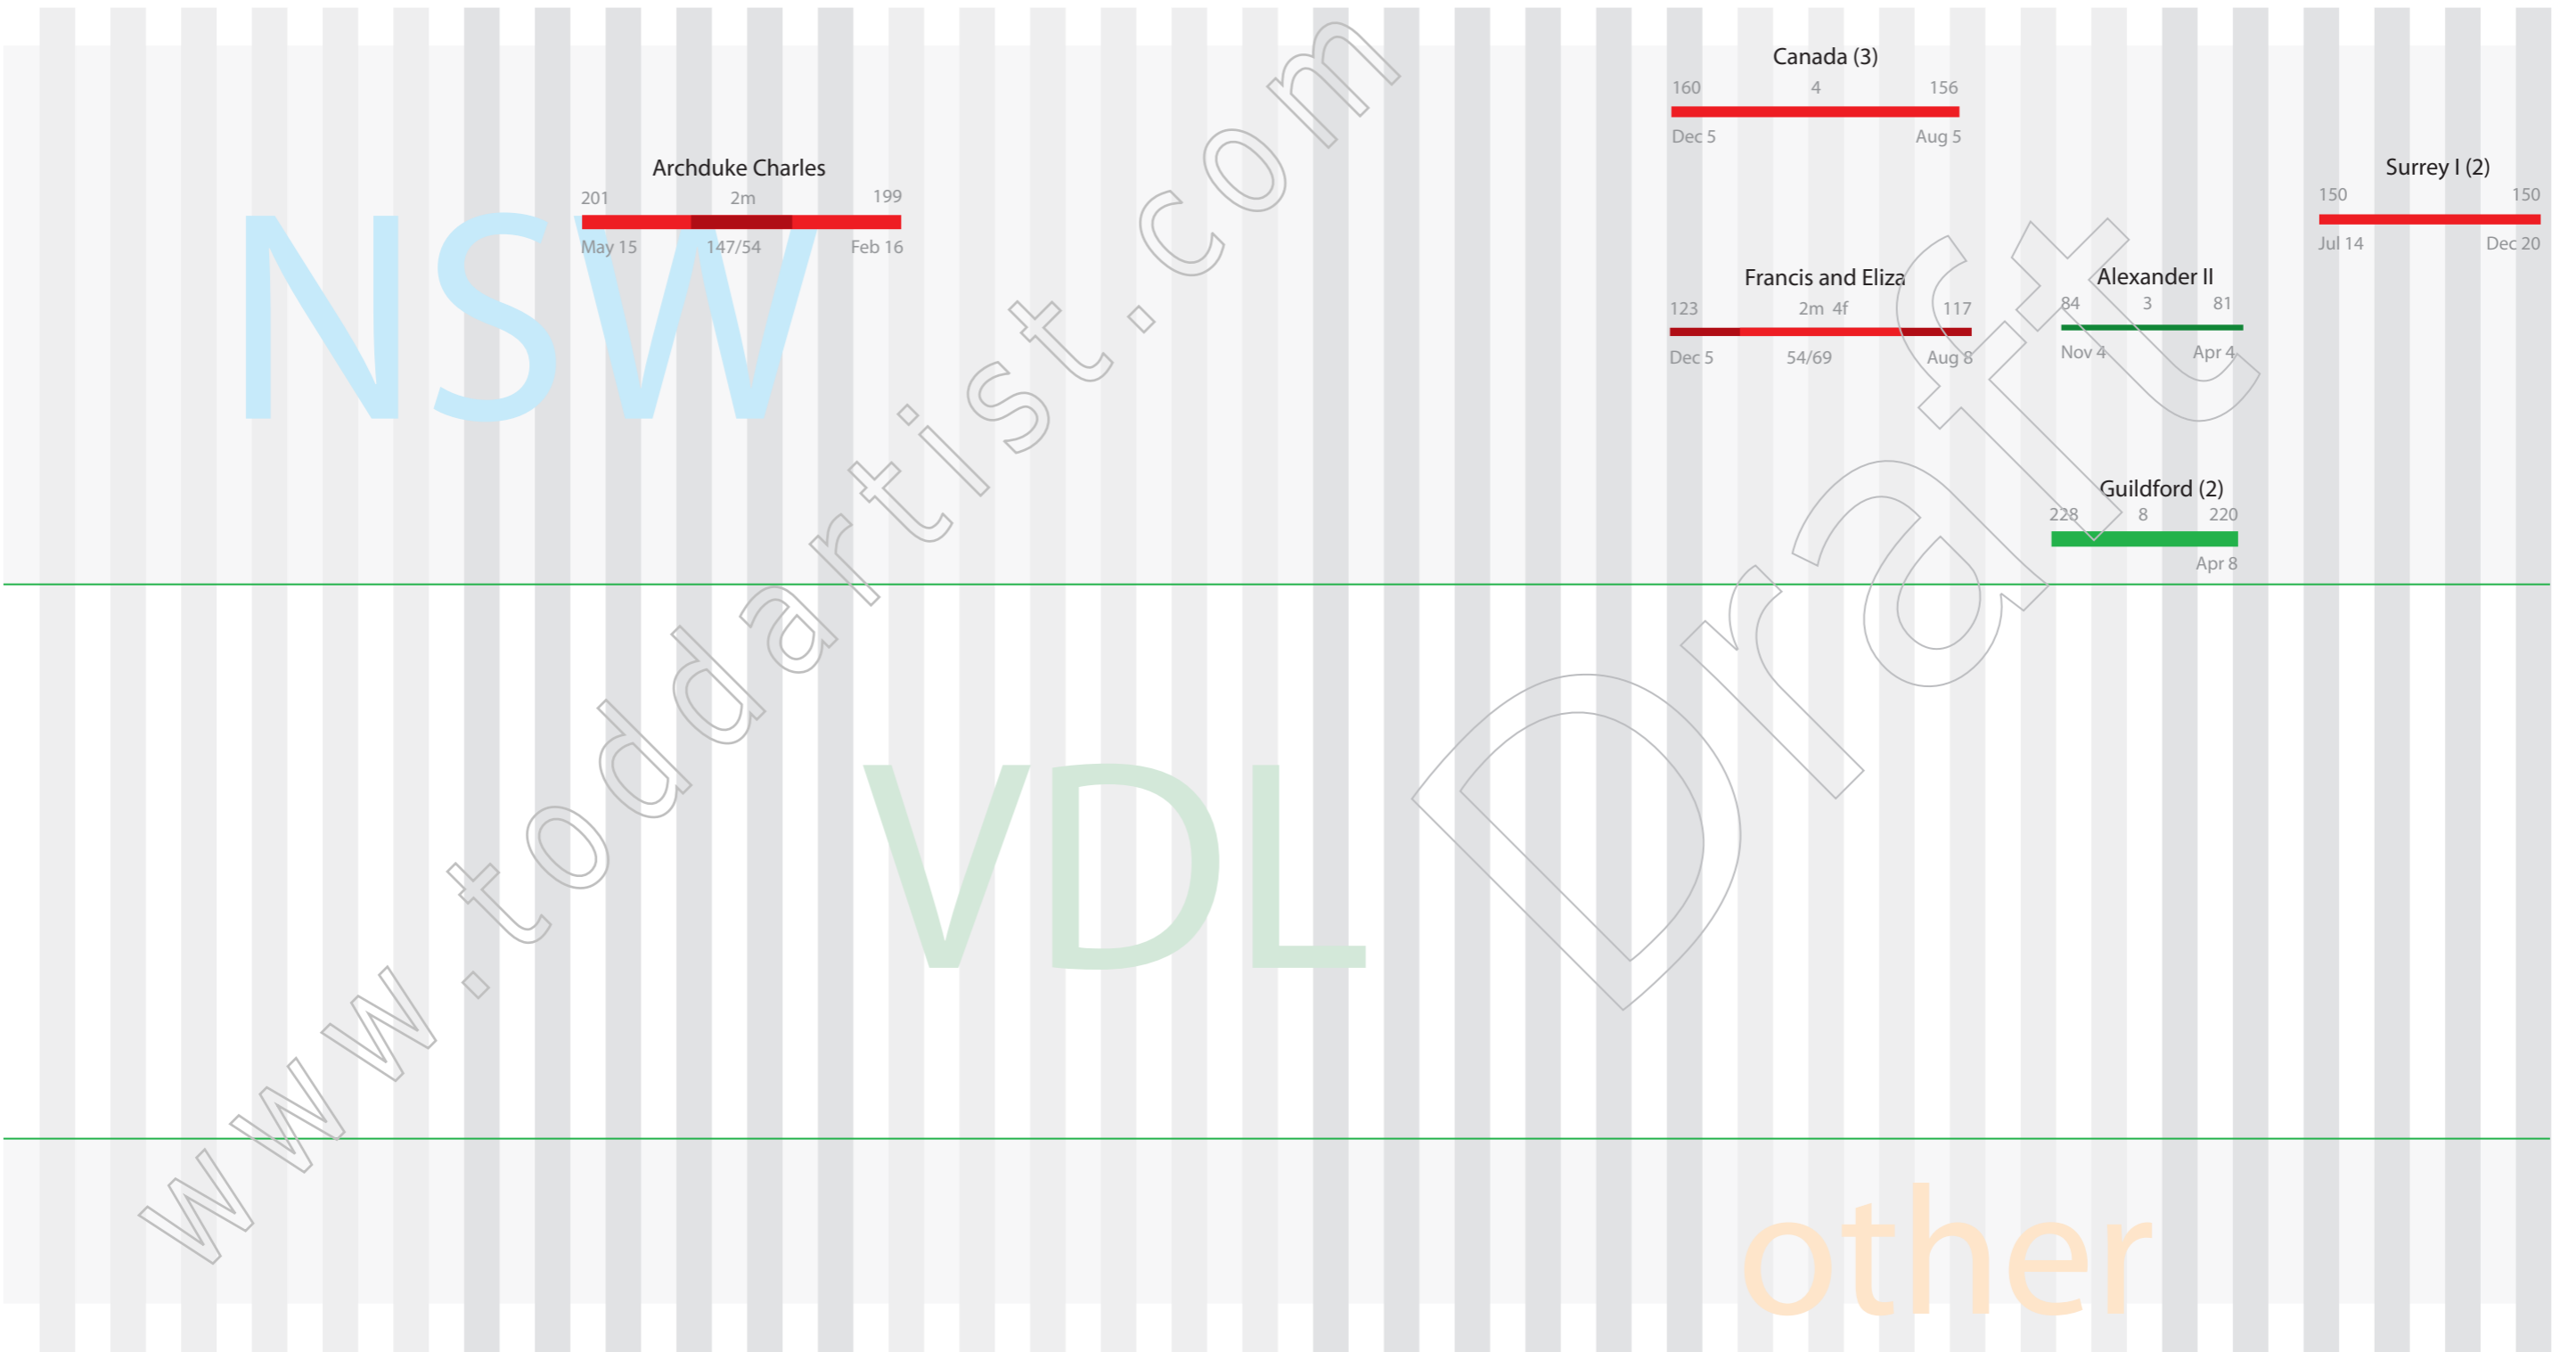 Canada (3)
160 4 156
Dec 5 Aug 5
Archduke Charles
201 2m 199
May 15 147/54 Feb 16
Surrey I (2)
150 150
Jul 14 Dec 20
Francis and Eliza
123 2m 4f 117
Dec 5 54/69 Aug 8
Alexander II
84 3 81
Nov 4 Apr 4
Guildford (2)
228 8 220
Apr 8
NSW
VDL
other
www.toddartist.com
Draft